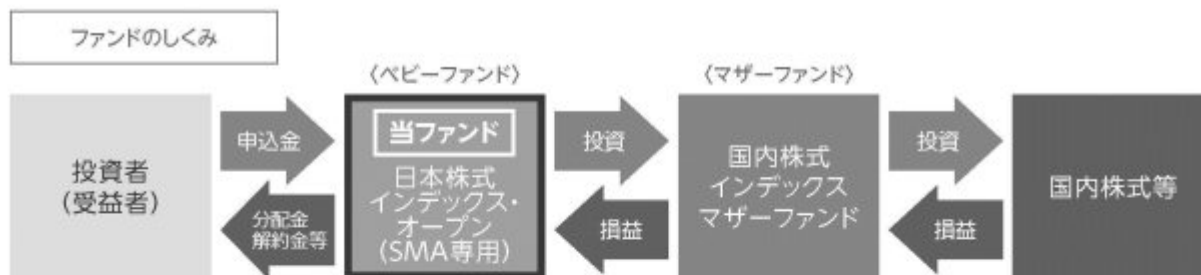 ファンドのしくみ
〈ベビーファンド〉
〈マザーファンド〉
投資者
(受益者)
申込金
分配金
解約金等
当ファンド
日本株式
インデックス・
オープン
(SMA専用)
投資
損益
国内株式
インデックス
マザーファンド
投資
損益
国内株式等